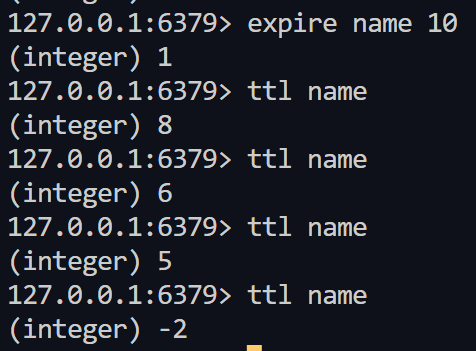 127.0.0.1:6379> expire name 10
(integer) 1
127.0.0.1:6379> ttl name
(integer) 8
127.0.0.1:6379> ttl name
(integer) 6
127.0.0.1:6379> ttl name
(integer) 5
127.0.0.1:6379> ttl name
(integer) -2